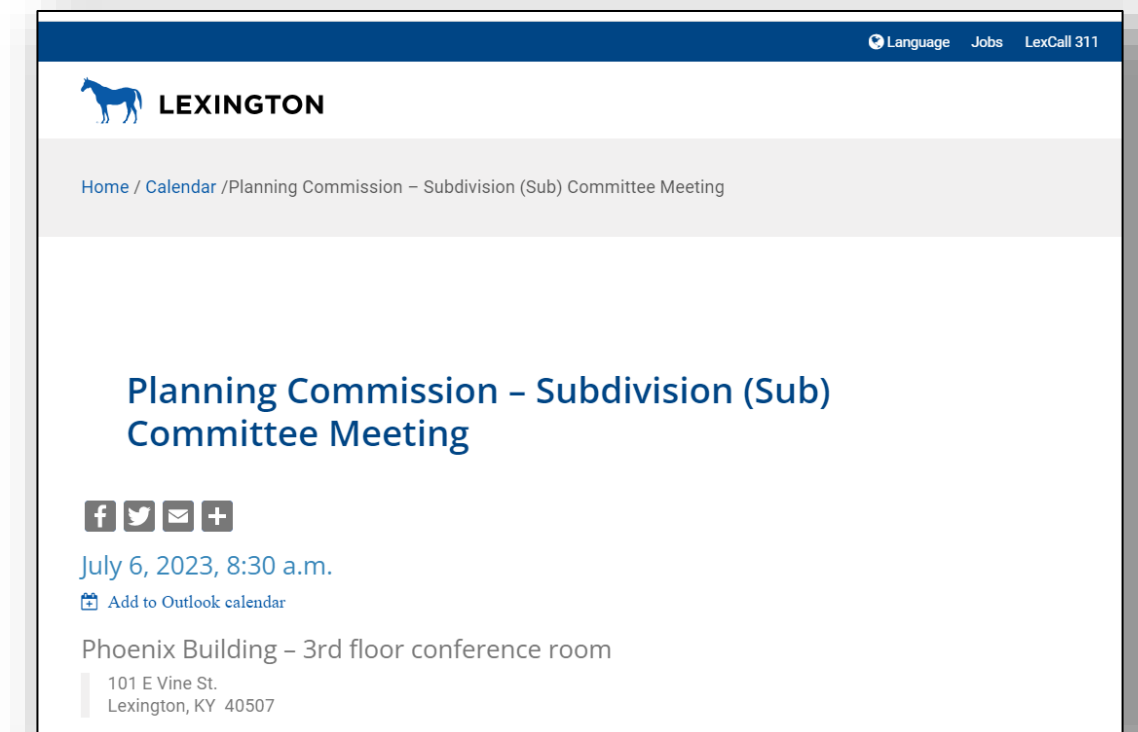 Language Jobs LexCall 311
LEXINGTON
Home / Calendar /Planning Commission – Subdivision (Sub) Committee Meeting
Planning Commission – Subdivision (Sub)
Committee Meeting
July 6, 2023, 8:30 a.m.
Add to Outlook calendar
Phoenix Building – 3rd floor conference room
101 E Vine St.
Lexington, KY 40507